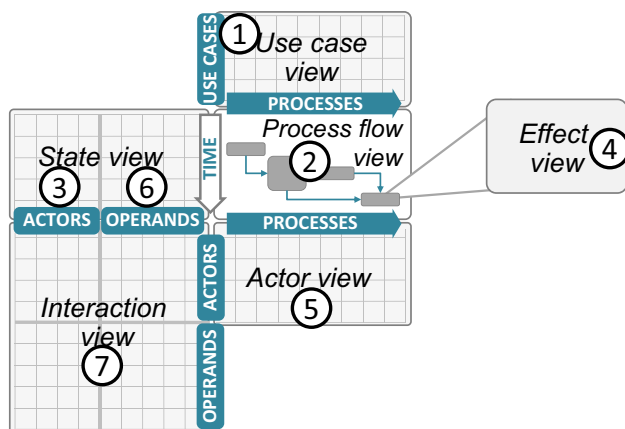 USE CASES
1
Use case
view
PROCESSES
State view
3
6
ACTORS
OPERANDS
TIME
Process flow
2
view
Effect
view
4
PROCESSES
ACTORS
Actor view
5
Interaction
view
7
OPERANDS